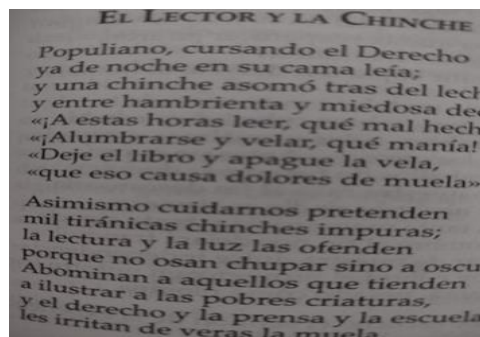 EL LECTOR Y LA CHINCHE
Populiano, cursando el Derecho
ya de noche en su cama leía;
y una chinche asomó tras del lech
y entre hambrienta y miedosa de
«¡A estas horas leer, qué mal hech
«¡Alumbrarse y velar, qué manía!
«Deje el libro y apague la vela,
«que eso causa dolores de muela»
Asimismo cuidarnos pretenden
mil tiránicas chinches impuras;
la lectura y la luz las ofenden
porque no osan chupar sino a oscu
Abominan a aquellos que tienden
a ilustrar a las pobres criaturas,
y el derecho y la prensa y la escuela
les irritan de veras la muela